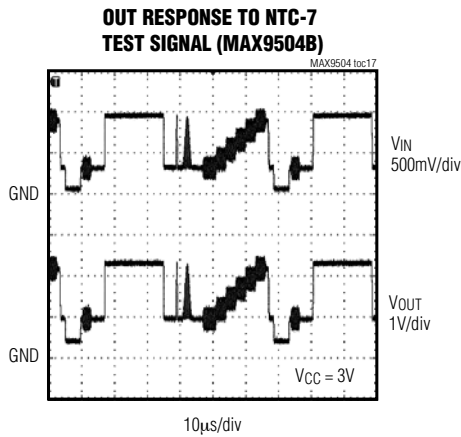 OUT RESPONSE TO NTC-7
TEST SIGNAL (MAX9504B)
MAX9504 toc17
T
VIN
500mV/div
GND
VOUT
1V/div
GND
VCC = 3V
10μs/div